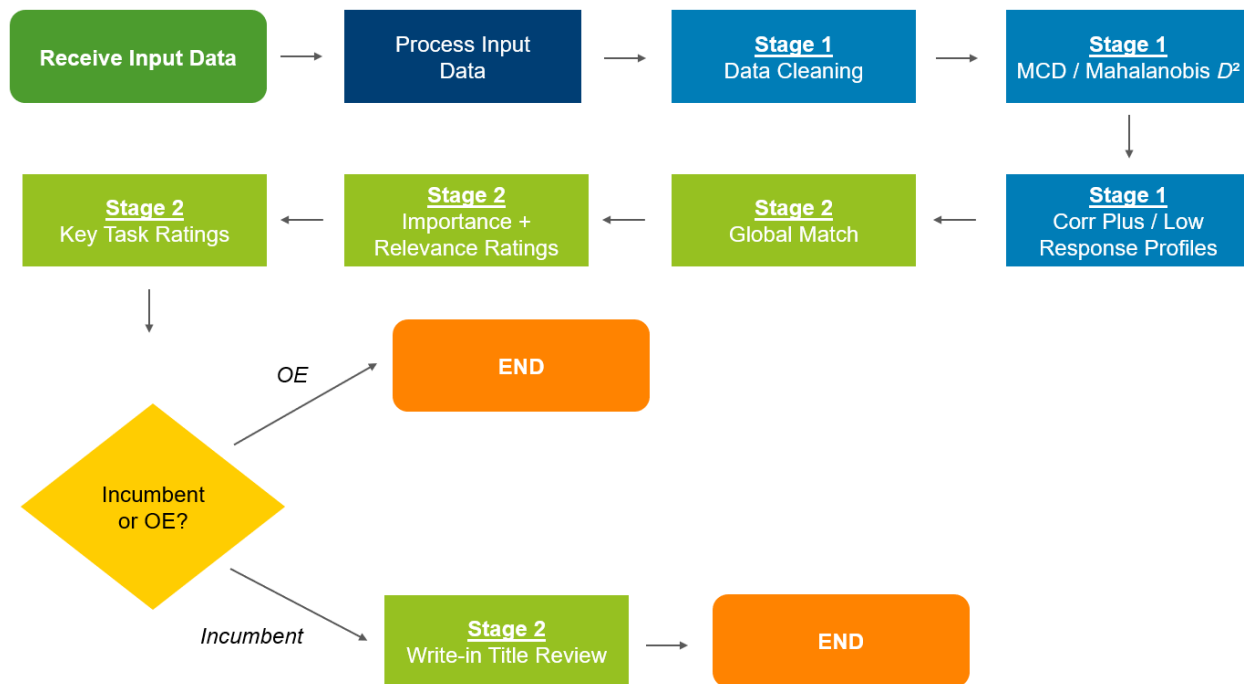 Receive Input Data
Process Input
Data
Stage 1
Data Cleaning
Stage 1
MCD / Mahalanobis D²
Stage 1
Corr Plus / Low
Response Profiles
Stage 2
Global Match
Stage 2
Importance +
Relevance Ratings
Stage 2
Key Task Ratings
Incumbent
or OE?
OE
END
Incumbent
Stage 2
Write-in Title Review
END